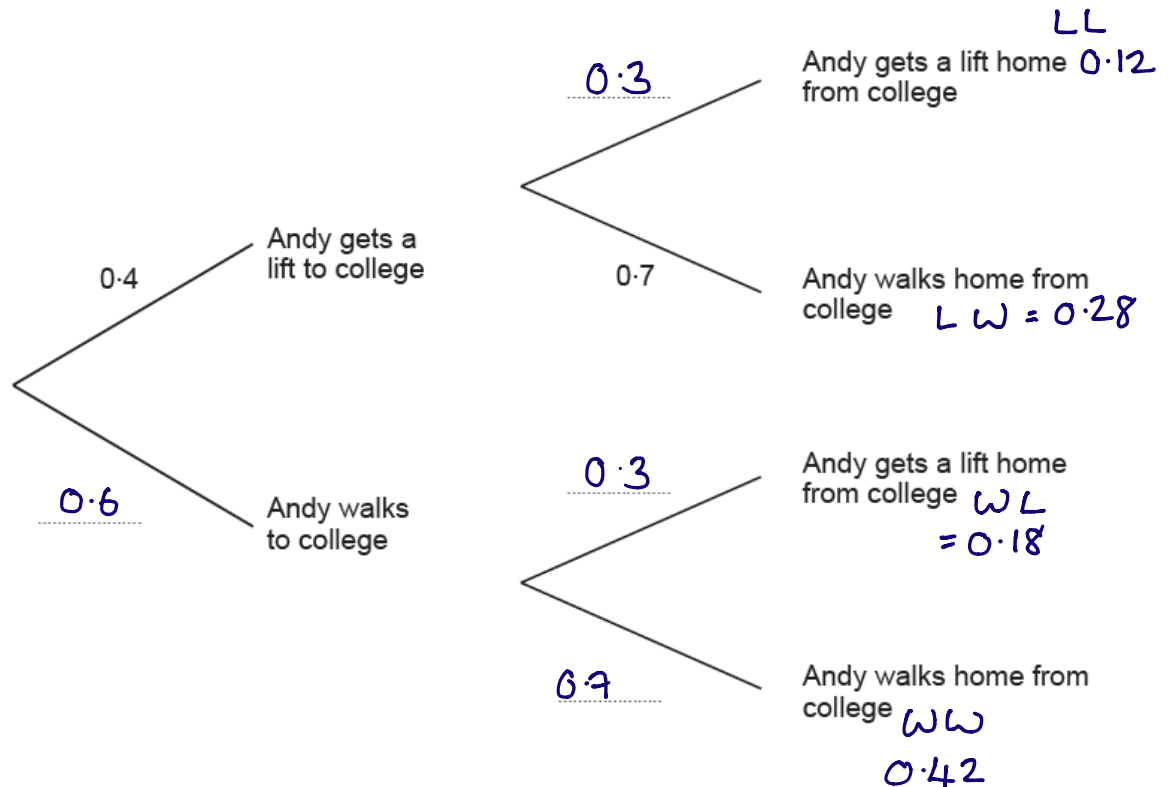 LL
0.3
Andy gets a lift home 0.12
from college
Andy gets a
lift to college
0·4
0·7
Andy walks home from
college LW = 0.28
0.6
Andy walks
to college
0.3
Andy gets a lift home
from college WL
= 0.18
0.7
Andy walks home from
college WW
0.42